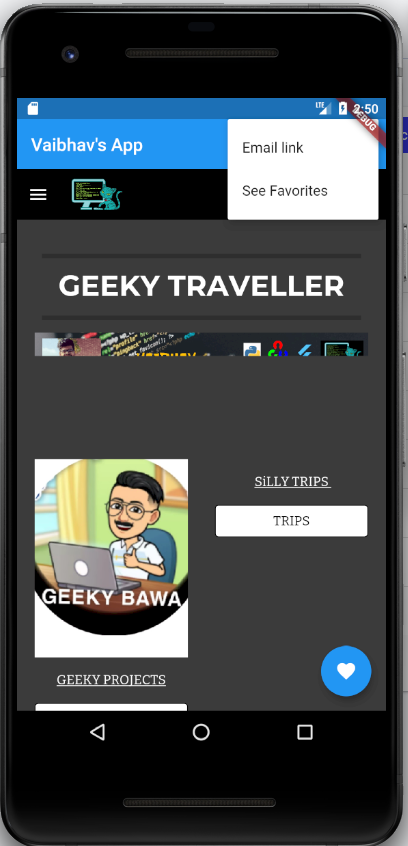 LTE 2:50
DEBUG
Vaibhav's App
Email link
See Favorites
GEEKY TRAVELLER
GEEKY BAWA
SiLLY TRIPS
TRIPS
GEEKY PROJECTS